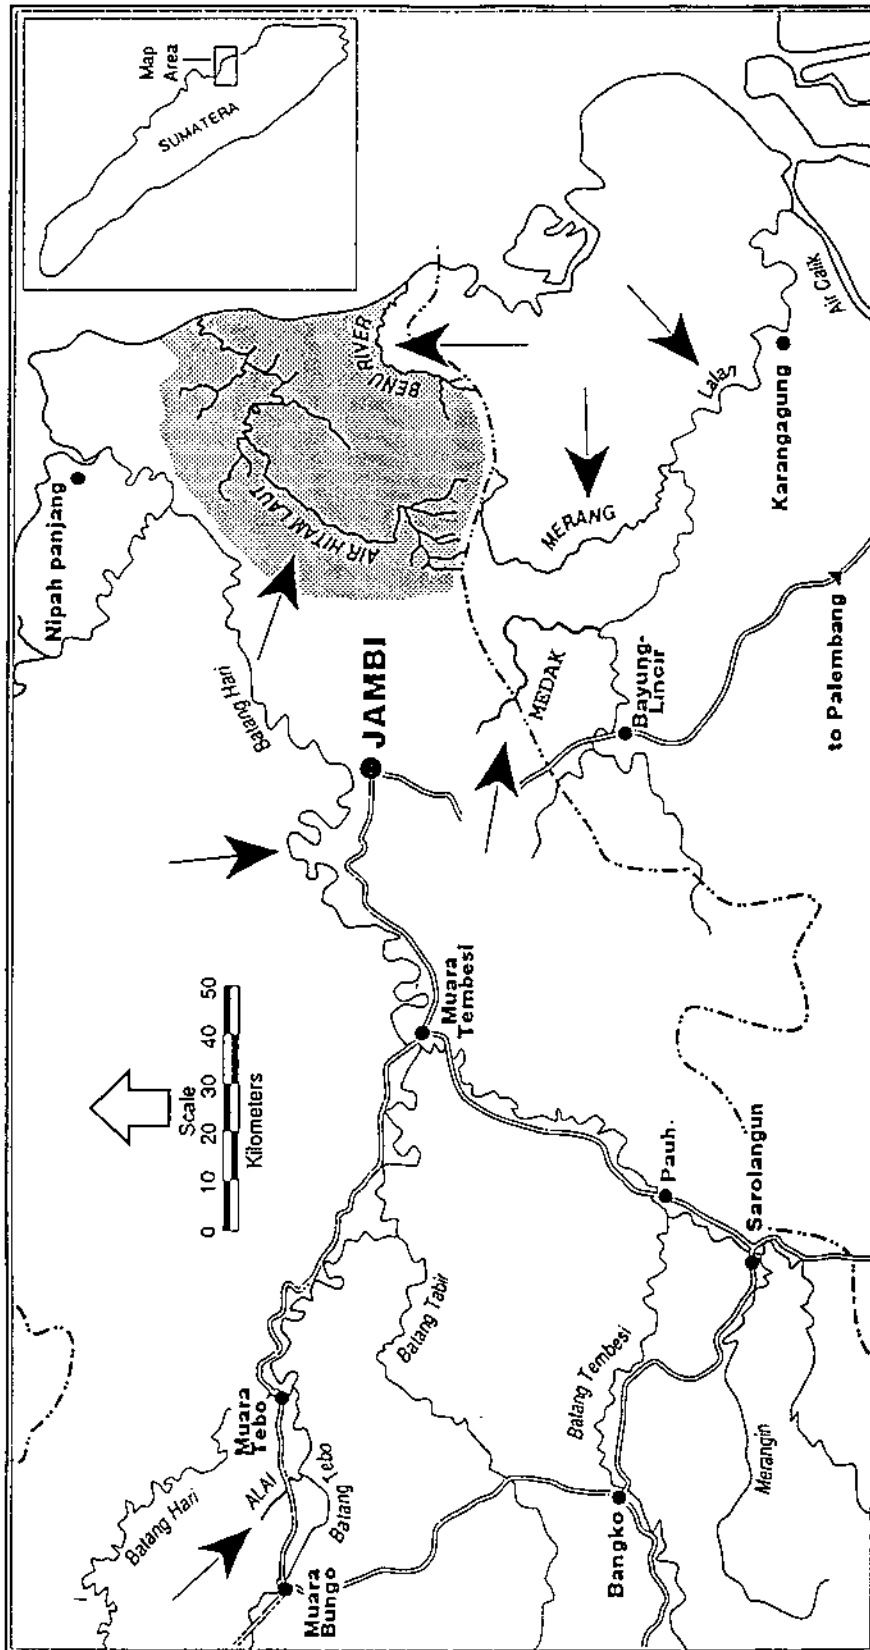 Map
Area
SUMATERA
Nipah panjang
Batang Hari
AIR HITAM LAUT
BENU RIVER
MERANG
Lalan
Air Calik
Karangagung
JAMBI
MEDAK
Bayung-
Lincir
to Palembang
Muara
Tembesi
Scale
0 10 20 30 40 50
Kilometers
Pauh.
Sarolangun
Batang Tabir
Batang Tembesi
Merangin
Bangko
Muara
Tebo
Batang Hari
ALAI
Batang Tebo
Muara
Bungo